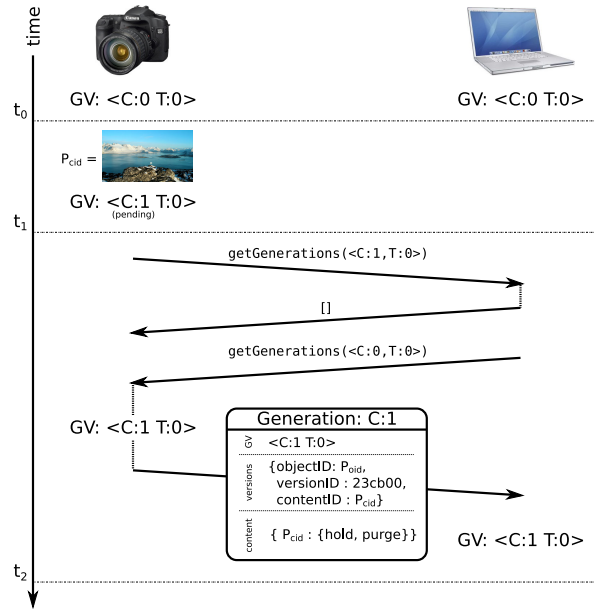 time
Canon
GV: <C:0 T:0>
GV: <C:0 T:0>
t0
Pcid =
GV: <C:1 T:0>
(pending)
t1
getGenerations(<C:1,T:0>)
[]
getGenerations(<C:0,T:0>)
GV: <C:1 T:0>
Generation: C:1
GV
<C:1 T:0>
versions
{objectID: Poid,
versionID : 23cb00,
contentID : Pcid}
content
{ Pcid : {hold, purge}}
GV: <C:1 T:0>
t2